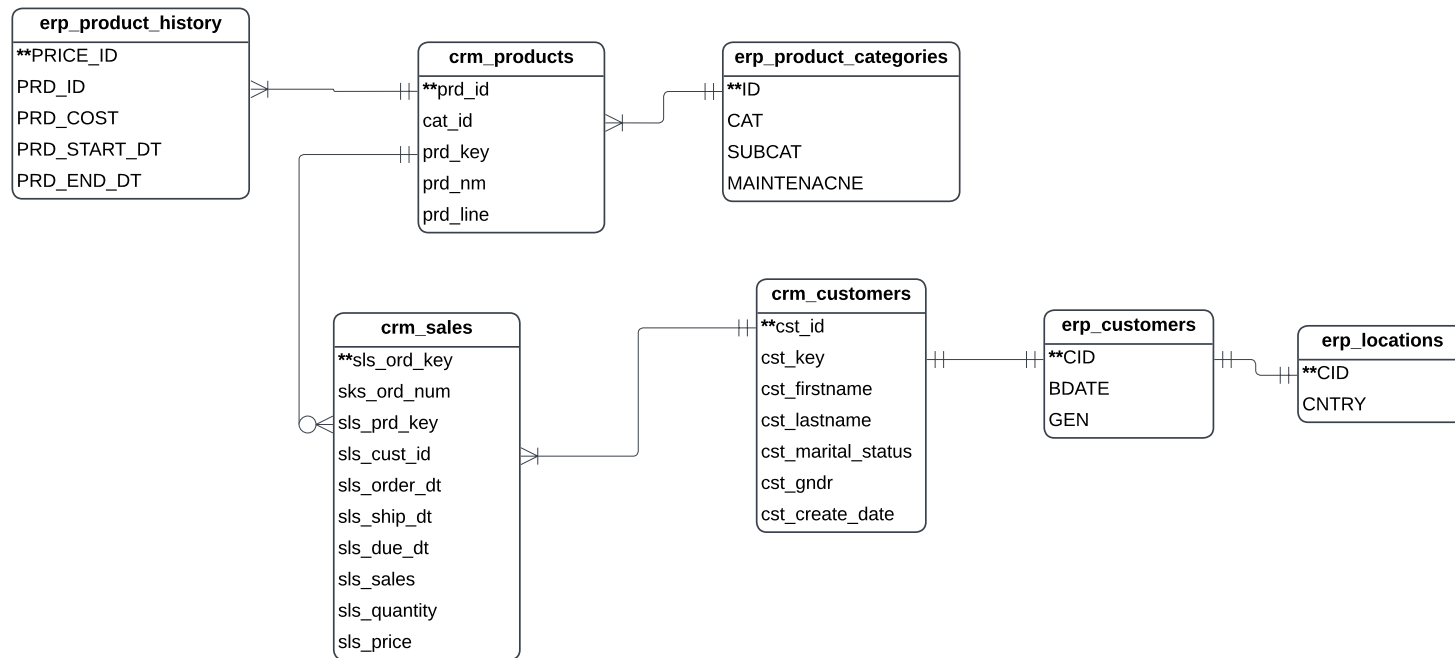 erp_product_history
**PRICE_ID
PRD_ID
PRD_COST
PRD_START_DT
PRD_END_DT
crm_products
**prd_id
cat_id
prd_key
prd_nm
prd_line
erp_product_categories
**ID
CAT
SUBCAT
MAINTENACNE
crm_sales
**sls_ord_key
sks_ord_num
sls_prd_key
sls_cust_id
sls_order_dt
sls_ship_dt
sls_due_dt
sls_sales
sls_quantity
sls_price
crm_customers
**cst_id
cst_key
cst_firstname
cst_lastname
cst_marital_status
cst_gndr
cst_create_date
erp_customers
**CID
BDATE
GEN
erp_locations
**CID
CNTRY